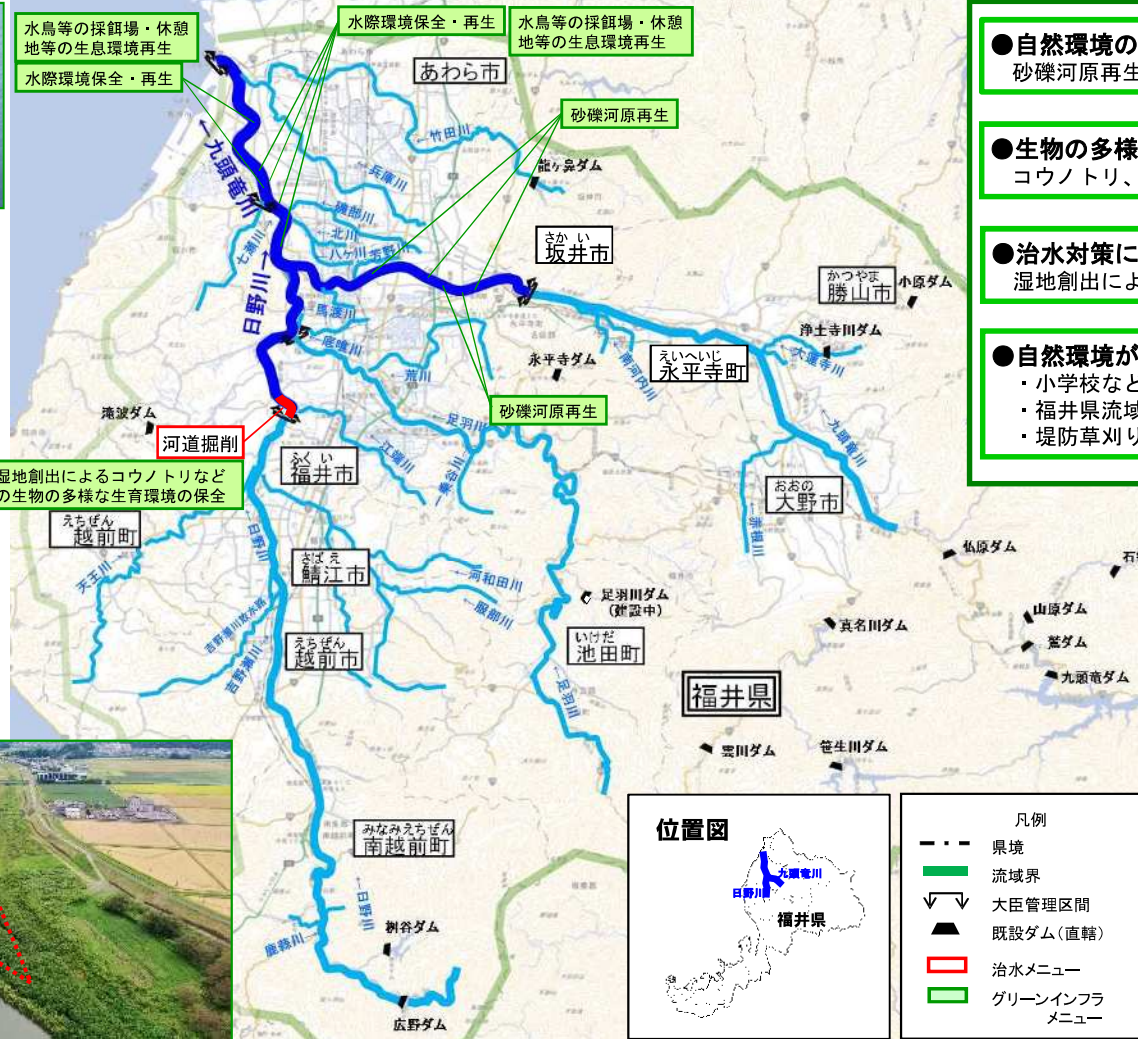 水鳥等の採餌場・休憩
地等の生息環境再生
水際環境保全・再生
水際環境保全・再生
水鳥等の採餌場・休憩
地等の生息環境再生
砂礫河原再生
あわら市
←竹田川
龍ヶ鼻ダム
←兵庫川
←九頭竜川
←磯部川
←北川
←八ヶ川
芳野川
七瀬川
さかい
坂井市
かつやま
勝山市
小原ダム
日野川→
馬渡川
←底喰川
浄土寺川ダム
大蓮寺川
永平寺ダム
南河内川
えいへいじ
永平寺町
←荒川
砂礫河原再生
滝波ダム
河道掘削
←足羽川
江端川
ふくい
福井市
湿地創出によるコウノトリなど
の生物の多様な生育環境の保全
←九頭竜川
おおの
大野市
←赤根川
えちぜん
越前町
天王川
←日野川
さばえ
鯖江市
←河和田川
←服部川
仏原ダム
足羽川ダム
(建設中)
山原ダム
真名川ダム
鷲ダム
吉野瀬川放水路
吉野瀬川
えちぜん
越前市
いけだ
池田町
←足羽川
九頭竜ダム
福井県
雲川ダム
笹生川ダム
みなみえちぜん
南越前町
←日野川
鹿蒜川
桝谷ダム
広野ダム
●自然環境の
砂礫河原再生
●生物の多様
コウノトリ、
●治水対策に
湿地創出によ
●自然環境が
・小学校など
・福井県流域
・堤防草刈り
位置図
九頭竜川
日野川
福井県
凡例
県境
流域界
大臣管理区間
既設ダム(直轄)
治水メニュー
グリーンインフラ
メニュー